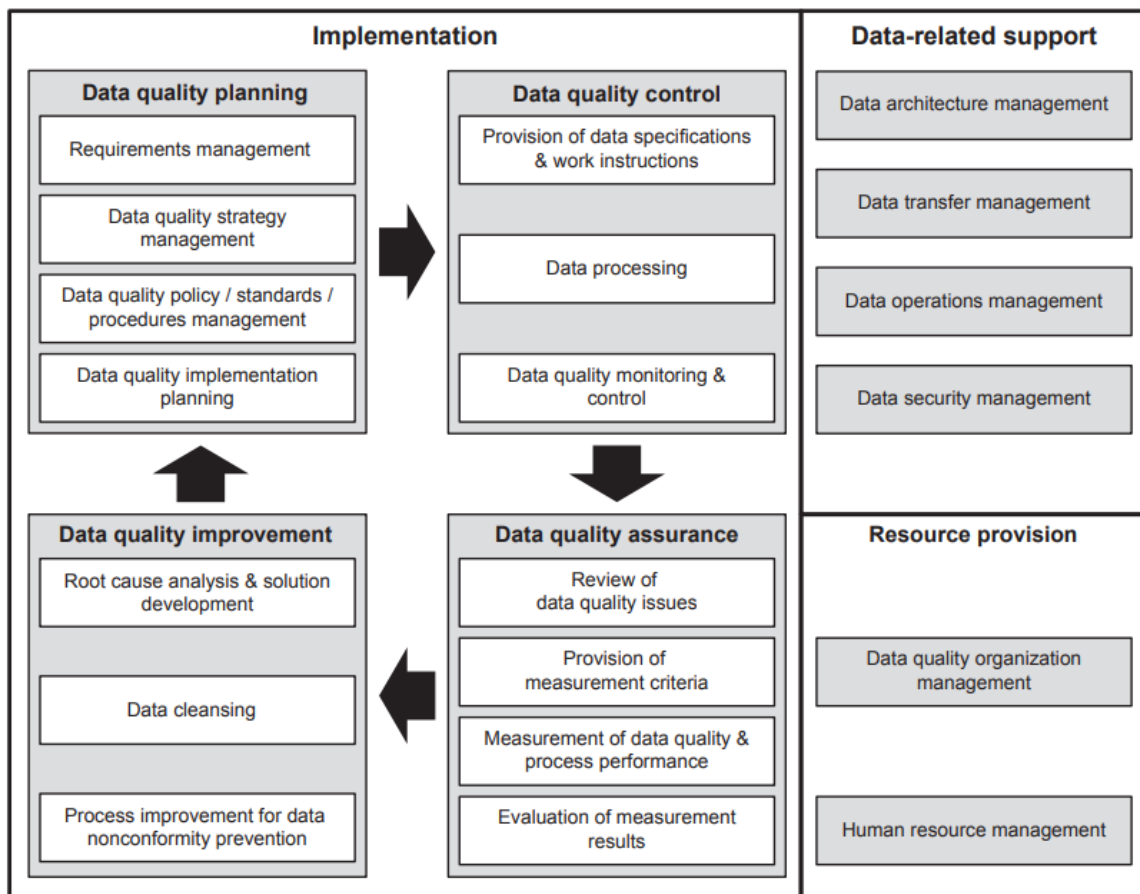 Implementation
Data quality planning
Requirements management
Data quality strategy
management
Data quality policy / standards /
procedures management
Data quality implementation
planning
Data quality control
Provision of data specifications
& work instructions
Data processing
Data quality monitoring &
control
Data quality improvement
Root cause analysis & solution
development
Data cleansing
Process improvement for data
nonconformity prevention
Data quality assurance
Review of
data quality issues
Provision of
measurement criteria
Measurement of data quality &
process performance
Evaluation of measurement
results
Data-related support
Data architecture management
Data transfer management
Data operations management
Data security management
Resource provision
Data quality organization
management
Human resource management